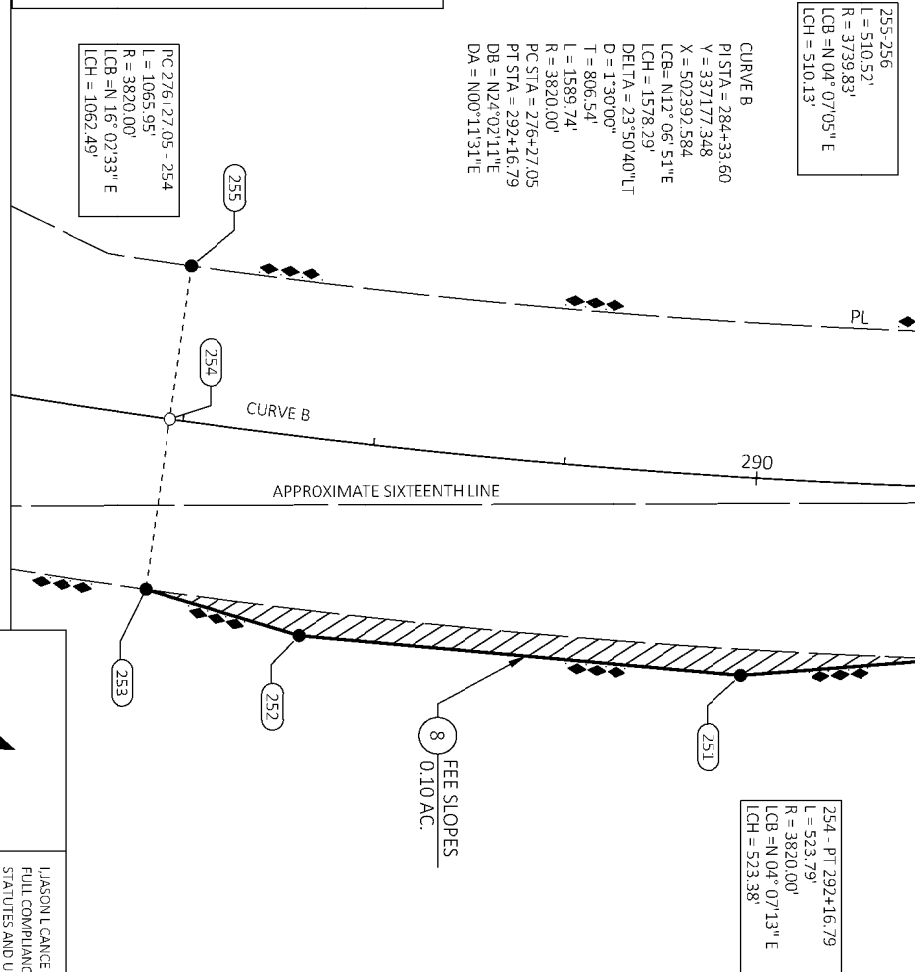 255-256
L = 510.52'
R = 3739.83'
LCB =N 04° 07'05" E
LCH = 510.13'
CURVE B
PI STA = 284+33.60
Y = 337177.348
X = 502392.584
LCB= N12° 06' 51"E
LCH = 1578.29'
DELTA = 23°50'40"LT
D = 1°30'00"
T = 806.54'
L = 1589.74'
R = 3820.00'
PC STA = 276+27.05
PT STA = 292+16.79
DB = N24°02'11"E
DA = N00°11'31"E
PC 276+27.05 - 254
L = 1065.95'
R = 3820.00'
LCB =N 16° 02'33" E
LCH = 1062.49'
255
PL
254
CURVE B
290
APPROXIMATE SIXTEENTH LINE
253
252
251
8
FEE SLOPES
0.10 AC.
254 - PT 292+16.79
L = 523.79'
R = 3820.00'
LCB =N 04° 07'13" E
LCH = 523.38'
I,JASON L CANCE
FULL COMPLIANC
STATUTES AND U